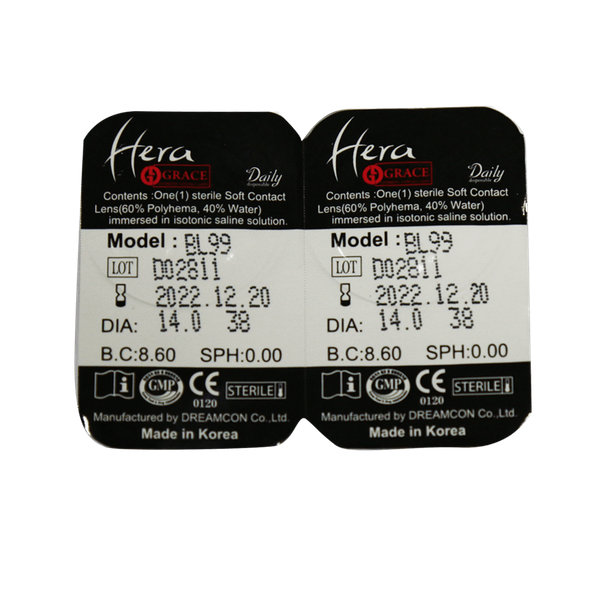 Hera
GRACE
Daily
disposable
Contents :One(1) sterile Soft Contact
Lens(60% Polyhema, 40% Water)
immersed in isotonic saline solution.
Model : BL99
LOT D02811
2022.12.20
DIA: 14.0 38
B.C:8.60 SPH:0.00
GMP CE 0120 STERILE
Manufactured by DREAMCON Co.,Ltd.
Made in Korea
Hera
GRACE
Daily
disposable
Contents :One(1) sterile Soft Contact
Lens(60% Polyhema, 40% Water)
immersed in isotonic saline solution.
Model : BL99
LOT D02811
2022.12.20
DIA: 14.0 38
B.C:8.60 SPH:0.00
GMP CE 0120 STERILE
Manufactured by DREAMCON Co.,Ltd.
Made in Korea